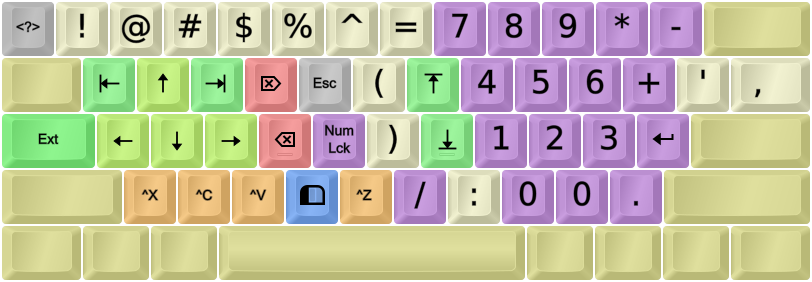 <?> ! @ # $ % ^ = 7 8 9 * -
⇤ ↑ ⇥ ⌦ Esc ( ⤒ 4 5 6 + ' ,
Ext ← ↓ → ⌫ Num Lck ) ⤓ 1 2 3 ↵
^X ^C ^V ^Z / : 0 0 .